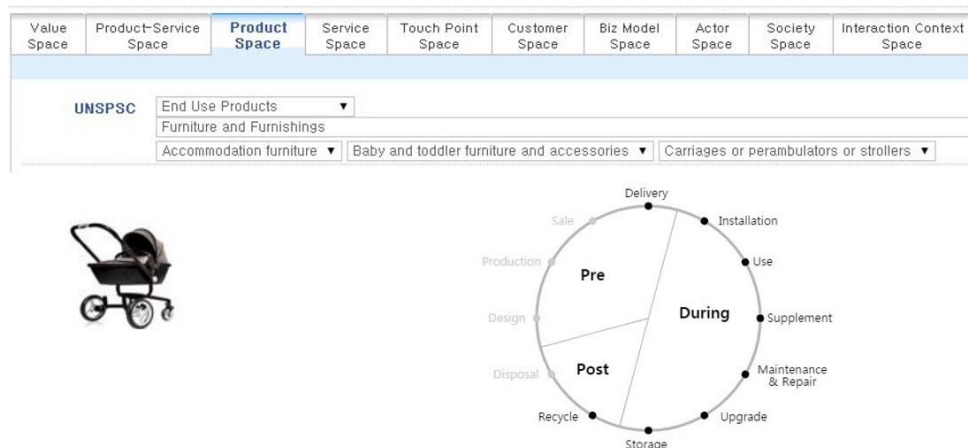 Value Space
Product-Service Space
Product Space
Service Space
Touch Point Space
Customer Space
Biz Model Space
Actor Space
Society Space
Interaction Context Space
UNSPSC
End Use Products ▼
Furniture and Furnishings
Accommodation furniture ▼ Baby and toddler furniture and accessories ▼ Carriages or perambulators or strollers ▼
Delivery
Sale
Installation
Production
Use
Pre
During
Design
Supplement
Disposal
Post
Maintenance
& Repair
Recycle
Upgrade
Storage